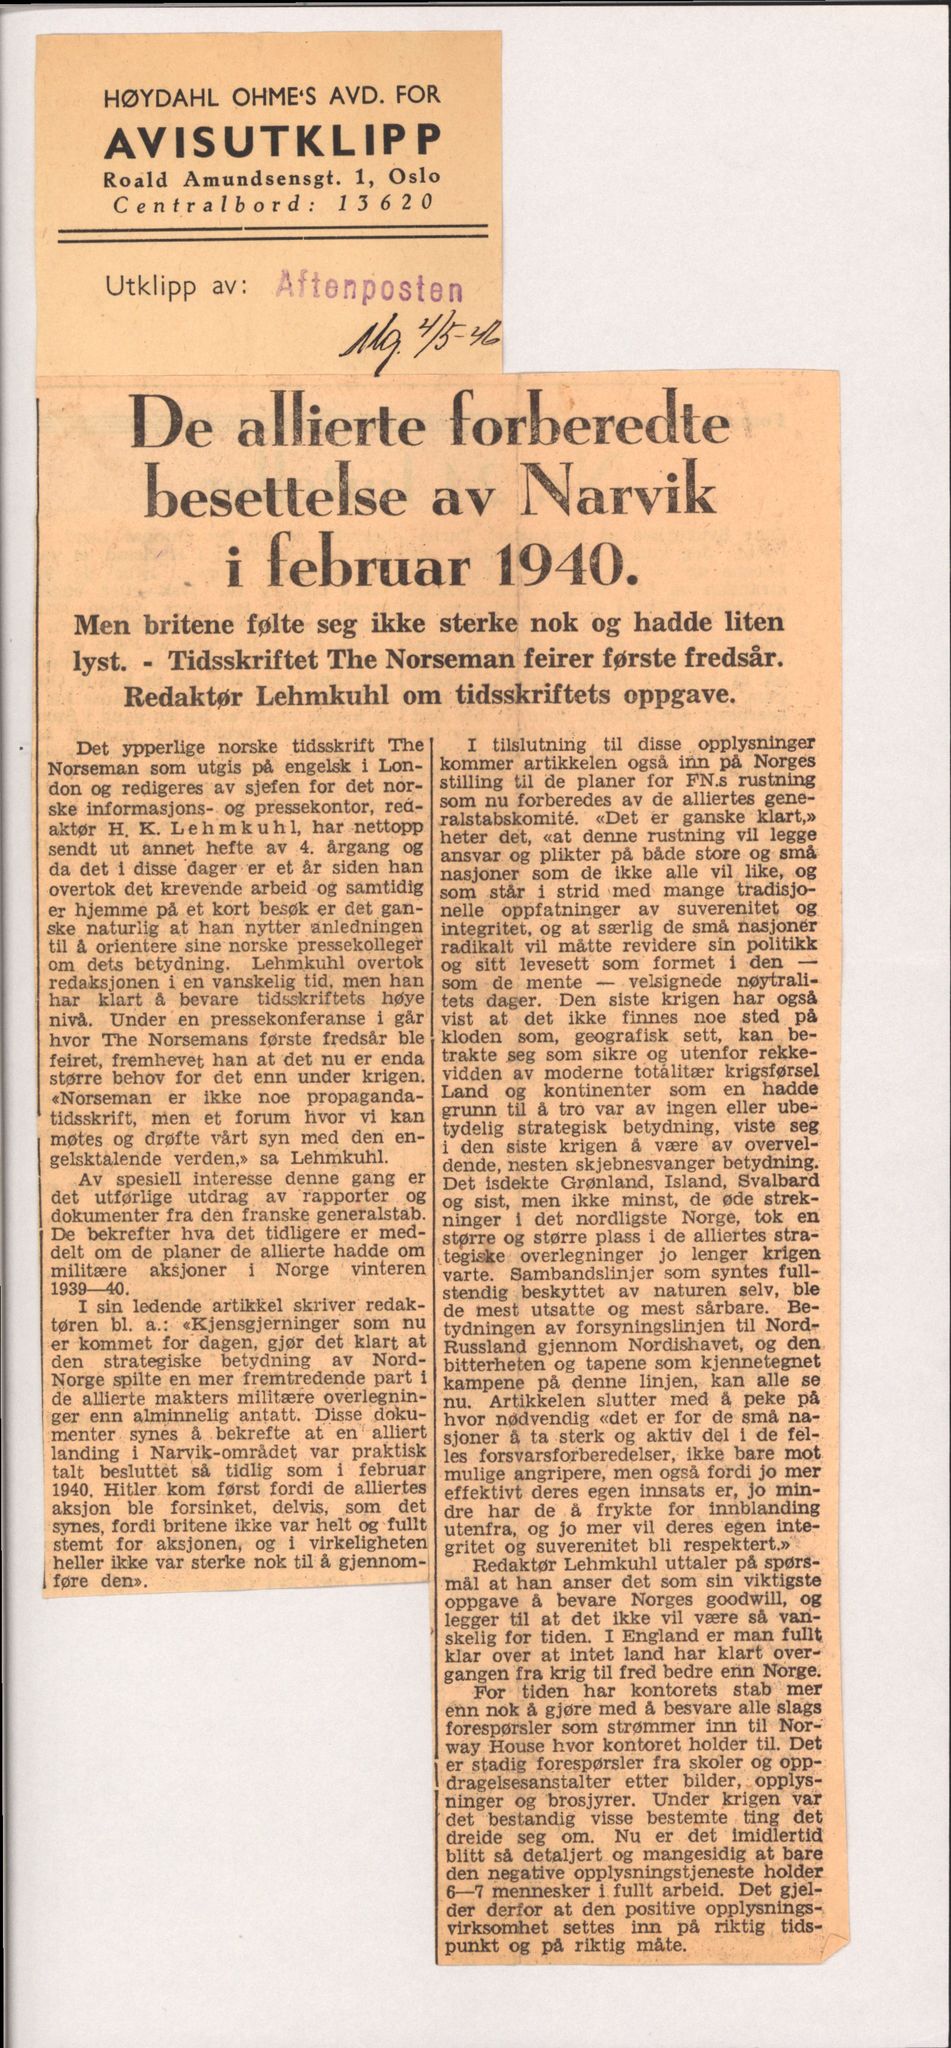 HØYDAHL OHME'S AVD. FOR
AVISUTKLIPP
Roald Amundsensgt. 1, Oslo
Centralbord: 13620
Utklipp av: Aftenposten
Mg. 4/5-46
De allierte forberedte
besettelse av Narvik
i februar 1940.
Men britene følte seg ikke sterke nok og hadde liten
lyst. - Tidsskriftet The Norseman feirer første fredsår.
Redaktør Lehmkuhl om tidsskriftets oppgave.
Det ypperlige norske tidsskrift The
Norseman som utgis på engelsk i Lon-
don og redigeres av sjefen for det nor-
ske informasjons- og pressekontor, red-
aktør H. K. Lehmkuhl, har nettopp
sendt ut annet hefte av 4. årgang og
da det i disse dager er et år siden han
overtok det krevende arbeid og samtidig
er hjemme på et kort besøk er det gan-
ske naturlig at han nytter anledningen
til å orientere sine norske pressekolleger
om dets betydning. Lehmkuhl overtok
redaksjonen i en vanskelig tid, men han
har klart å bevare tidsskriftets høye
nivå. Under en pressekonferanse i går
hvor The Norsemans første fredsår ble
feiret, fremhevet han at det nu er enda
større behov for det enn under krigen.
«Norseman er ikke noe propaganda-
tidsskrift, men et forum hvor vi kan
møtes og drøfte vårt syn med den en-
gelsktalende verden,» sa Lehmkuhl.
Av spesiell interesse denne gang er
det utførlige utdrag av rapporter og
dokumenter fra den franske generalstab.
De bekrefter hva det tidligere er med-
delt om de planer de allierte hadde om
militære aksjoner i Norge vinteren
1939—40.
I sin ledende artikkel skriver redak-
tøren bl. a.: «Kjensgjerninger som nu
er kommet for dagen, gjør det klart at
den strategiske betydning av Nord-
Norge spilte en mer fremtredende part i
de allierte makters militære overlegnin-
ger enn alminnelig antatt. Disse doku-
menter synes å bekrefte at en alliert
landing i Narvik-området var praktisk
talt besluttet så tidlig som i februar
1940. Hitler kom først fordi de alliertes
aksjon ble forsinket, delvis, som det
synes, fordi britene ikke var helt og fullt
stemt for aksjonen, og i virkeligheten
heller ikke var sterke nok til å gjennom-
føre den».
I tilslutning til disse opplysninger
kommer artikkelen også inn på Norges
stilling til de planer for FN.s rustning
som nu forberedes av de alliertes gene-
ralstabskomité. «Det er ganske klart,»
heter det, «at denne rustning vil legge
ansvar og plikter på både store og små
nasjoner som de ikke alle vil like, og
som står i strid med mange tradisjo-
nelle oppfatninger av suverenitet og
integritet, og at særlig de små nasjoner
radikalt vil måtte revidere sin politikk
og sitt levesett som formet i den —
som de mente — velsignede nøytrali-
tets dager. Den siste krigen har også
vist at det ikke finnes noe sted på
kloden som, geografisk sett, kan be-
trakte seg som sikre og utenfor rekke-
vidden av moderne totalitær krigsførsel
Land og kontinenter som en hadde
grunn til å tro var av ingen eller ube-
tydelig strategisk betydning, viste seg
i den siste krigen å være av overvel-
dende, nesten skjebnesvanger betydning.
Det isdekte Grønland, Island, Svalbard
og sist, men ikke minst, de øde strek-
ninger i det nordligste Norge, tok en
større og større plass i de alliertes stra-
tegiske overlegninger jo lenger krigen
varte. Sambandslinjer som syntes full-
stendig beskyttet av naturen selv, ble
de mest utsatte og mest sårbare. Be-
tydningen av forsyningslinjen til Nord-
Russland gjennom Nordishavet, og den
bitterheten og tapene som kjennetegnet
kampene på denne linjen, kan alle se
nu. Artikkelen slutter med å peke på
hvor nødvendig «det er for de små na-
sjoner å ta sterk og aktiv del i de fel-
les forsvarsforberedelser, ikke bare mot
mulige angripere, men også fordi jo mer
effektivt deres egen innsats er, jo min-
dre har de å frykte for innblanding
utenfra, og jo mer vil deres egen inte-
gritet og suverenitet bli respektert.»
Redaktør Lehmkuhl uttaler på spørs-
mål at han anser det som sin viktigste
oppgave å bevare Norges goodwill, og
legger til at det ikke vil være så van-
skelig for tiden. I England er man fullt
klar over at intet land har klart over-
gangen fra krig til fred bedre enn Norge.
For tiden har kontorets stab mer
enn nok å gjøre med å besvare alle slags
forespørsler som strømmer inn til Nor-
way House hvor kontoret holder til. Det
er stadig forespørsler fra skoler og opp-
dragelsesanstalter etter bilder, opplys-
ninger og brosjyrer. Under krigen var
det bestandig visse bestemte ting det
dreide seg om. Nu er det imidlertid
blitt så detaljert og mangesidig at bare
den negative opplysningstjeneste holder
6—7 mennesker i fullt arbeid. Det gjel-
der derfor at den positive opplysnings-
virksomhet settes inn på riktig tids-
punkt og på riktig måte.